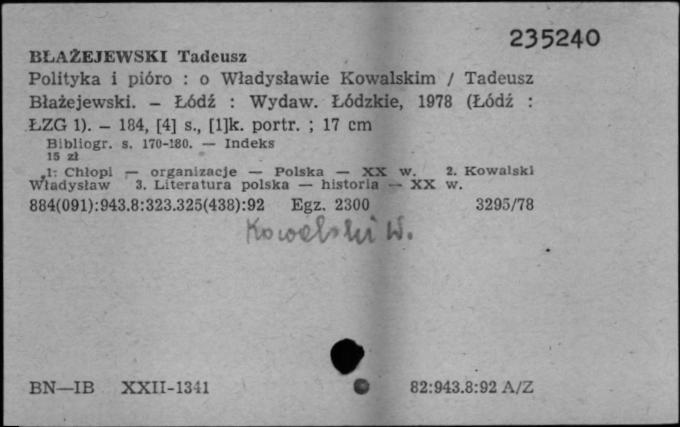 235240
BŁAŻEJEWSKI Tadeusz
Polityka i pióro : o Władysławie Kowalskim / Tadeusz
Błażejewski. – Łódź : Wydaw. Łódzkie, 1978 (Łódź :
ŁZG 1). – 184, [4] s., [1]k. portr. ; 17 cm
Bibliogr. s. 170-180. — Indeks
15 zł
1. Chłopi — organizacje — Polska — XX w. 2. Kowalski
Władysław 3. Literatura polska — historia — XX w.
884(091):943.8:323.325(438):92 Egz. 2300 3295/78
Kowalski W.
BN—IB XXII-1341 82:943.8:92 A/Z